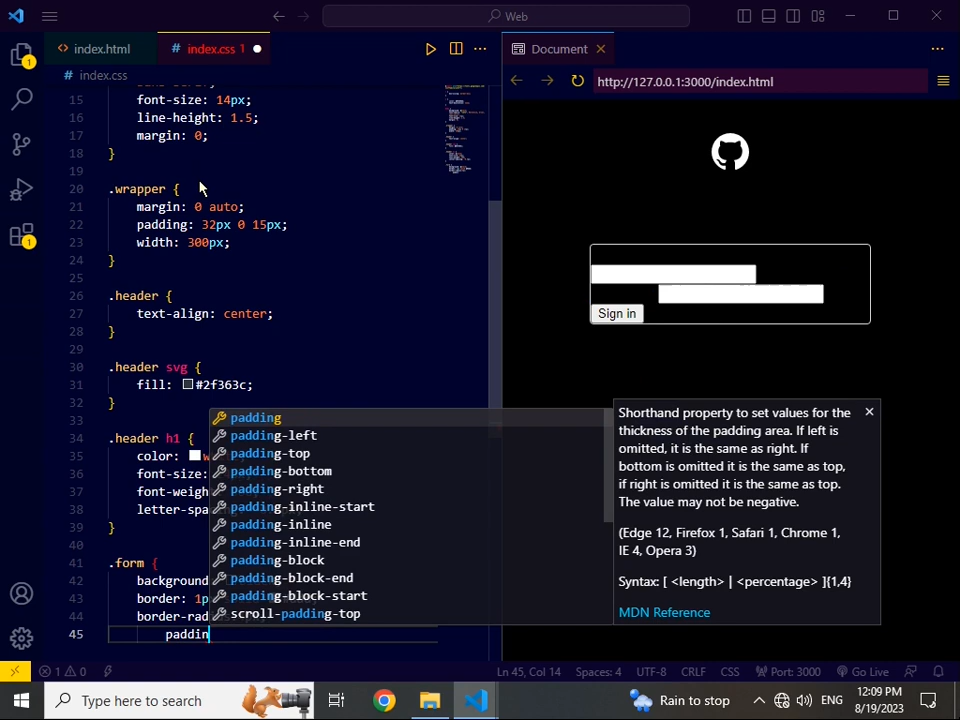 Web
index.html
index.css 1
Document
index.css
http://127.0.0.1:3000/index.html
15
font-size: 14px;
16
line-height: 1.5;
17
margin: 0;
18
}
19
20
.wrapper {
21
margin: 0 auto;
22
padding: 32px 0 15px;
23
width: 300px;
24
}
25
26
.header {
27
text-align: center;
28
}
29
30
.header svg {
31
fill: #2f363c;
32
}
33
34
.header h1 {
35
color:
36
font-size:
37
38
39
}
40
41
.form {
42
background
43
border:
44
45
paddin
padding
padding-left
padding-top
padding-bottom
padding-right
padding-inline-start
padding-inline
padding-inline-end
padding-block
padding-block-end
padding-block-start
scroll-padding-top
Shorthand property to set values for the
thickness of the padding area. If left is
omitted, it is the same as right. If
bottom is omitted it is the same as top,
if right is omitted it is the same as top.
The value may not be negative.
(Edge 12, Firefox 1, Safari 1, Chrome 1,
IE 4, Opera 3)
Syntax: [ <length> | <percentage> ]{1,4}
MDN Reference
Sign in
1 0
Ln 45, Col 14
Spaces: 4
UTF-8
CRLF
CSS
Port: 3000
Go Live
Type here to search
Rain to stop
ENG
12:09 PM
8/19/2023